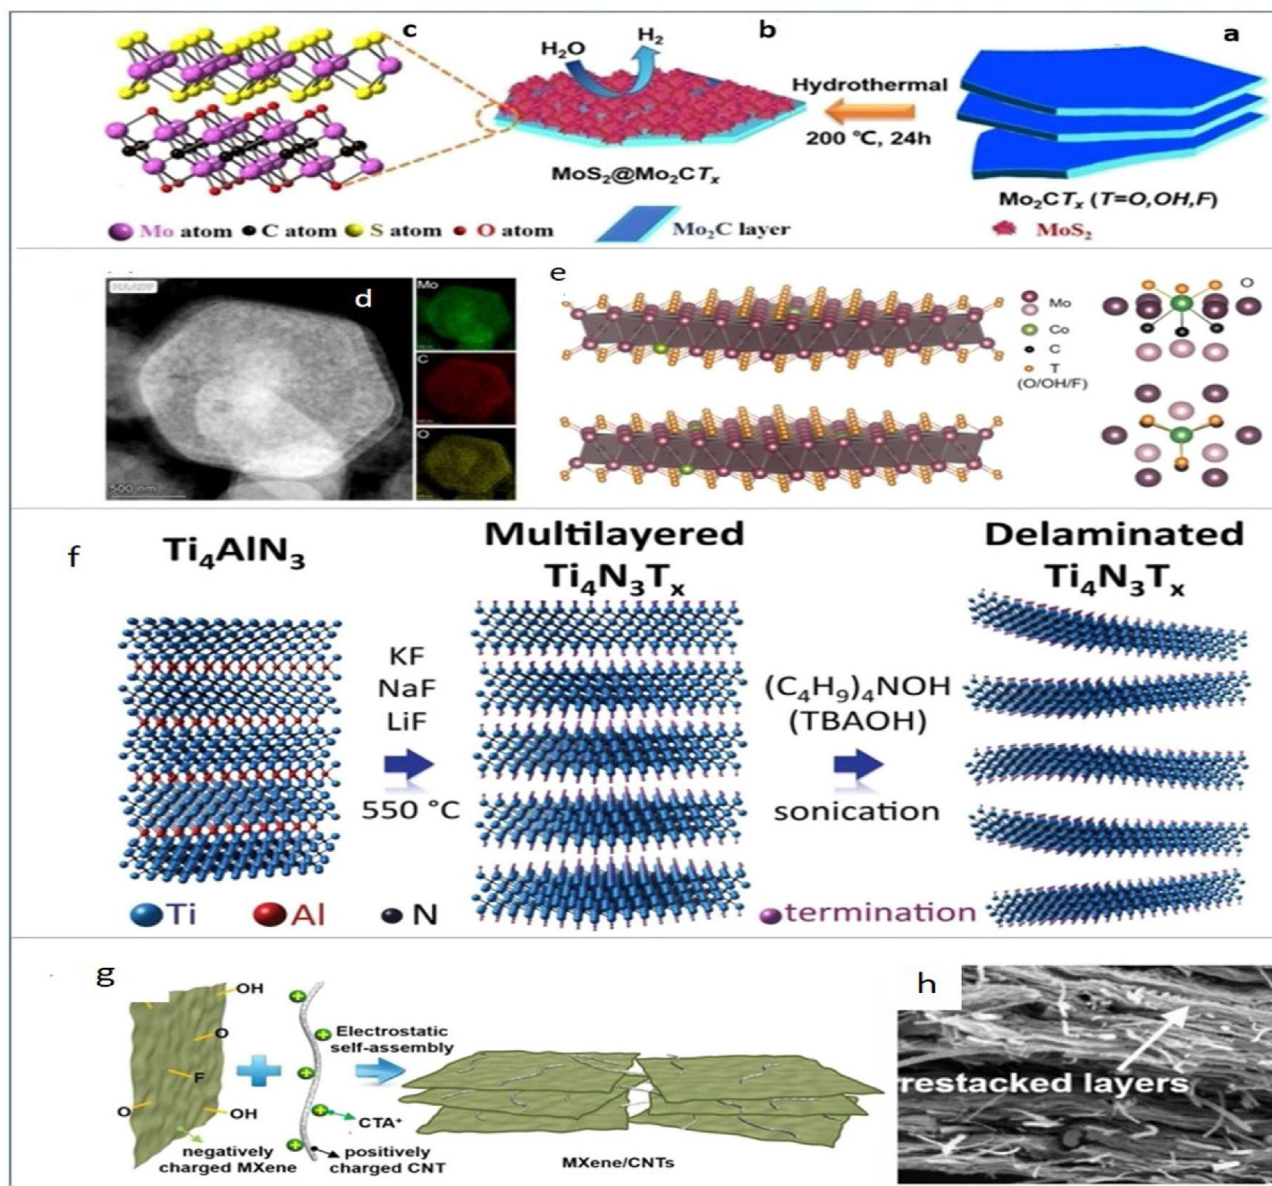 c
b
a
H₂O
H₂
Hydrothermal
200 ℃, 24h
MoS₂@Mo₂CTₓ
Mo₂CTₓ (T=O,OH,F)
Mo atom
C atom
S atom
O atom
Mo₂C layer
MoS₂
HAADF
d
Mo
C
O
500 nm
e
Mo
Co
C
T
(O/OH/F)
O
f
Ti₄AlN₃
Multilayered
Ti₄N₃Tₓ
Delaminated
Ti₄N₃Tₓ
KF
NaF
LiF
550 °C
(C₄H₉)₄NOH
(TBAOH)
sonication
Ti
Al
N
termination
g
OH
O
F
O
OH
negatively
charged MXene
Electrostatic
self-assembly
CTA⁺
positively
charged CNT
MXene/CNTs
h
restacked layers